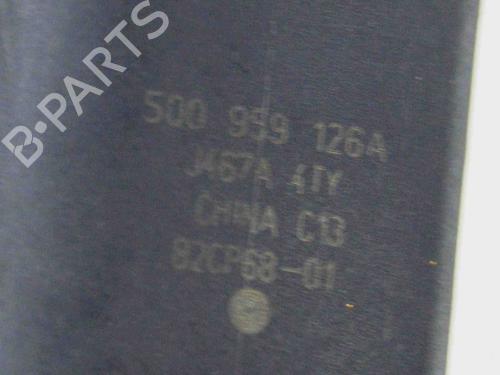 B-PARTS
5Q0 959 126A
J467A 4TY
CHINA C13
82CP68-01